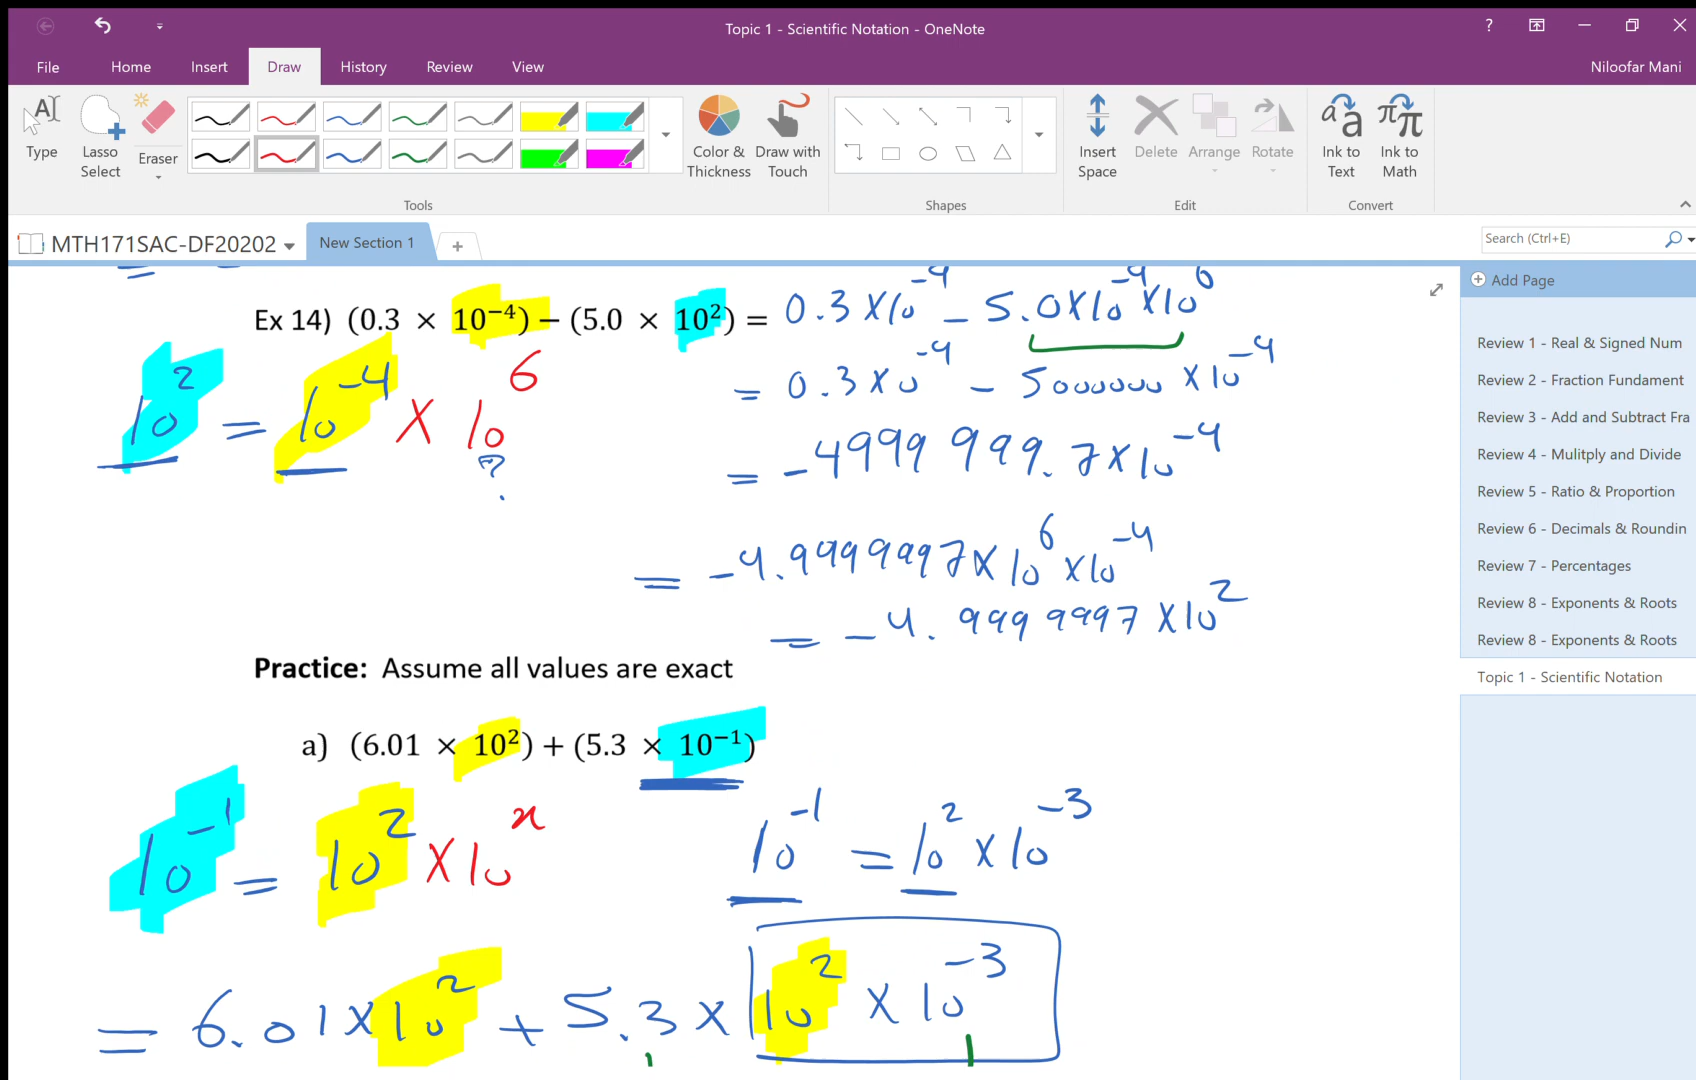 Topic 1 - Scientific Notation - OneNote
?
File Home Insert Draw History Review View Niloofar Mani
Type Lasso Select Eraser Color & Thickness Draw with Touch Insert Space Delete Arrange Rotate Ink to Text Ink to Math
Tools Shapes Edit Convert
MTH171SAC-DF20202 New Section 1 + Search (Ctrl+E)
Add Page
Review 1 - Real & Signed Num
Review 2 - Fraction Fundament
Review 3 - Add and Subtract Fra
Review 4 - Mulitply and Divide
Review 5 - Ratio & Proportion
Review 6 - Decimals & Roundin
Review 7 - Percentages
Review 8 - Exponents & Roots
Review 8 - Exponents & Roots
Topic 1 - Scientific Notation
Ex 14) (0.3 × 10⁻⁴) − (5.0 × 10²) = 0.3 × 10⁻⁴ − 5.0 × 10⁻⁴ × 10⁶
10² = 10⁻⁴ × 10⁶
?
= 0.3 × 10⁻⁴ − 5000000 × 10⁻⁴
= −4999 999.7 × 10⁻⁴
= −4.9999997 × 10⁶ × 10⁻⁴
= −4.9999997 × 10²
Practice: Assume all values are exact
a) (6.01 × 10²) + (5.3 × 10⁻¹)
10⁻¹ = 10² × 10ˣ
10⁻¹ = 10² × 10⁻³
= 6.01 × 10² + 5.3 × 10² × 10⁻³